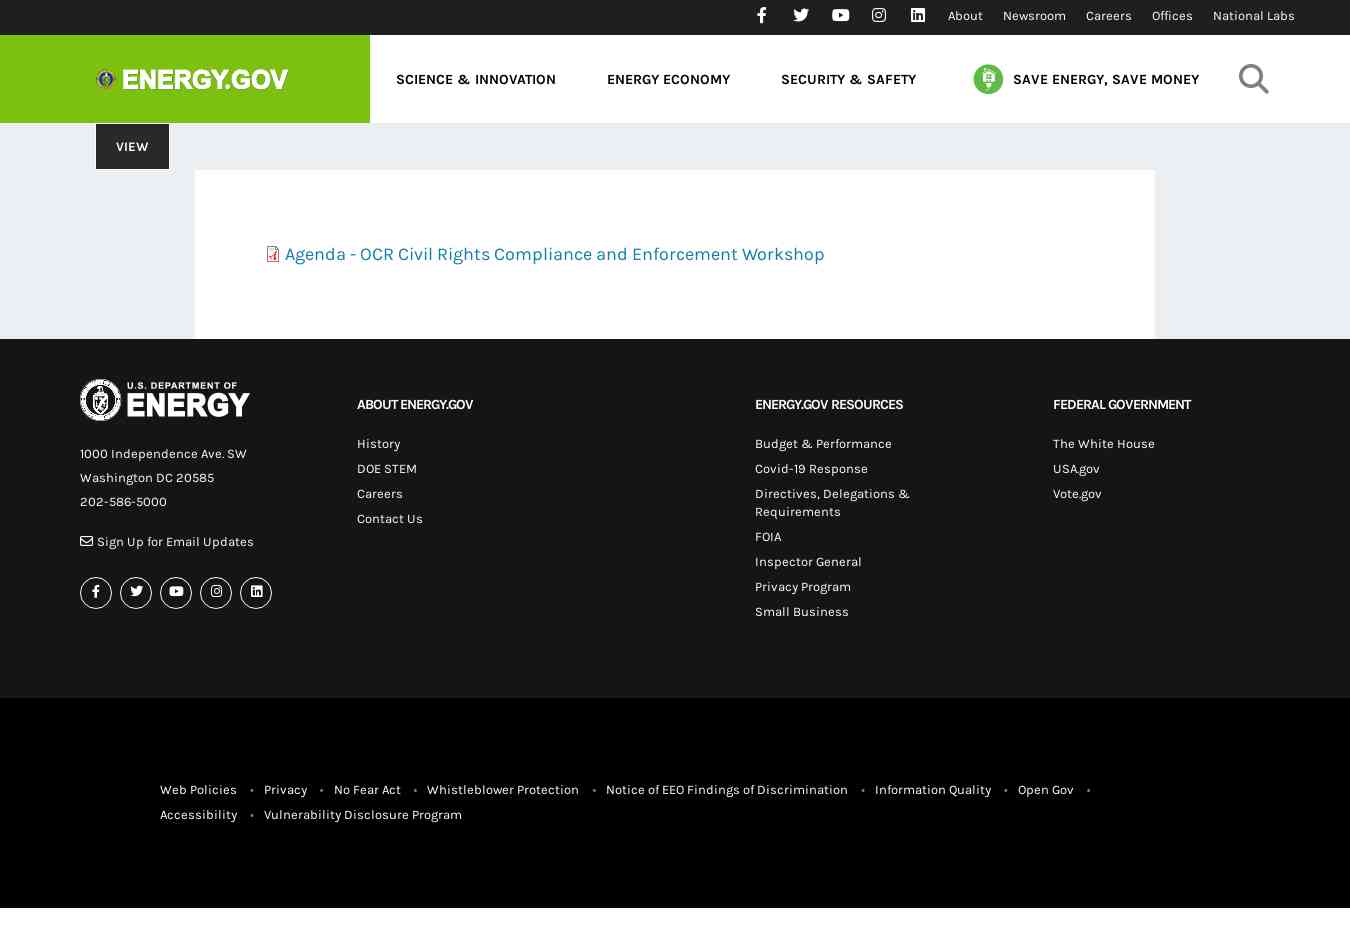 About Newsroom Careers Offices National Labs
ENERGY.GOV
SCIENCE & INNOVATION ENERGY ECONOMY SECURITY & SAFETY SAVE ENERGY, SAVE MONEY
VIEW
Agenda - OCR Civil Rights Compliance and Enforcement Workshop
U.S. DEPARTMENT OF
ENERGY
1000 Independence Ave. SW
Washington DC 20585
202-586-5000
Sign Up for Email Updates
ABOUT ENERGY.GOV
History
DOE STEM
Careers
Contact Us
ENERGY.GOV RESOURCES
Budget & Performance
Covid-19 Response
Directives, Delegations &
Requirements
FOIA
Inspector General
Privacy Program
Small Business
FEDERAL GOVERNMENT
The White House
USA.gov
Vote.gov
Web Policies • Privacy • No Fear Act • Whistleblower Protection • Notice of EEO Findings of Discrimination • Information Quality • Open Gov •
Accessibility • Vulnerability Disclosure Program